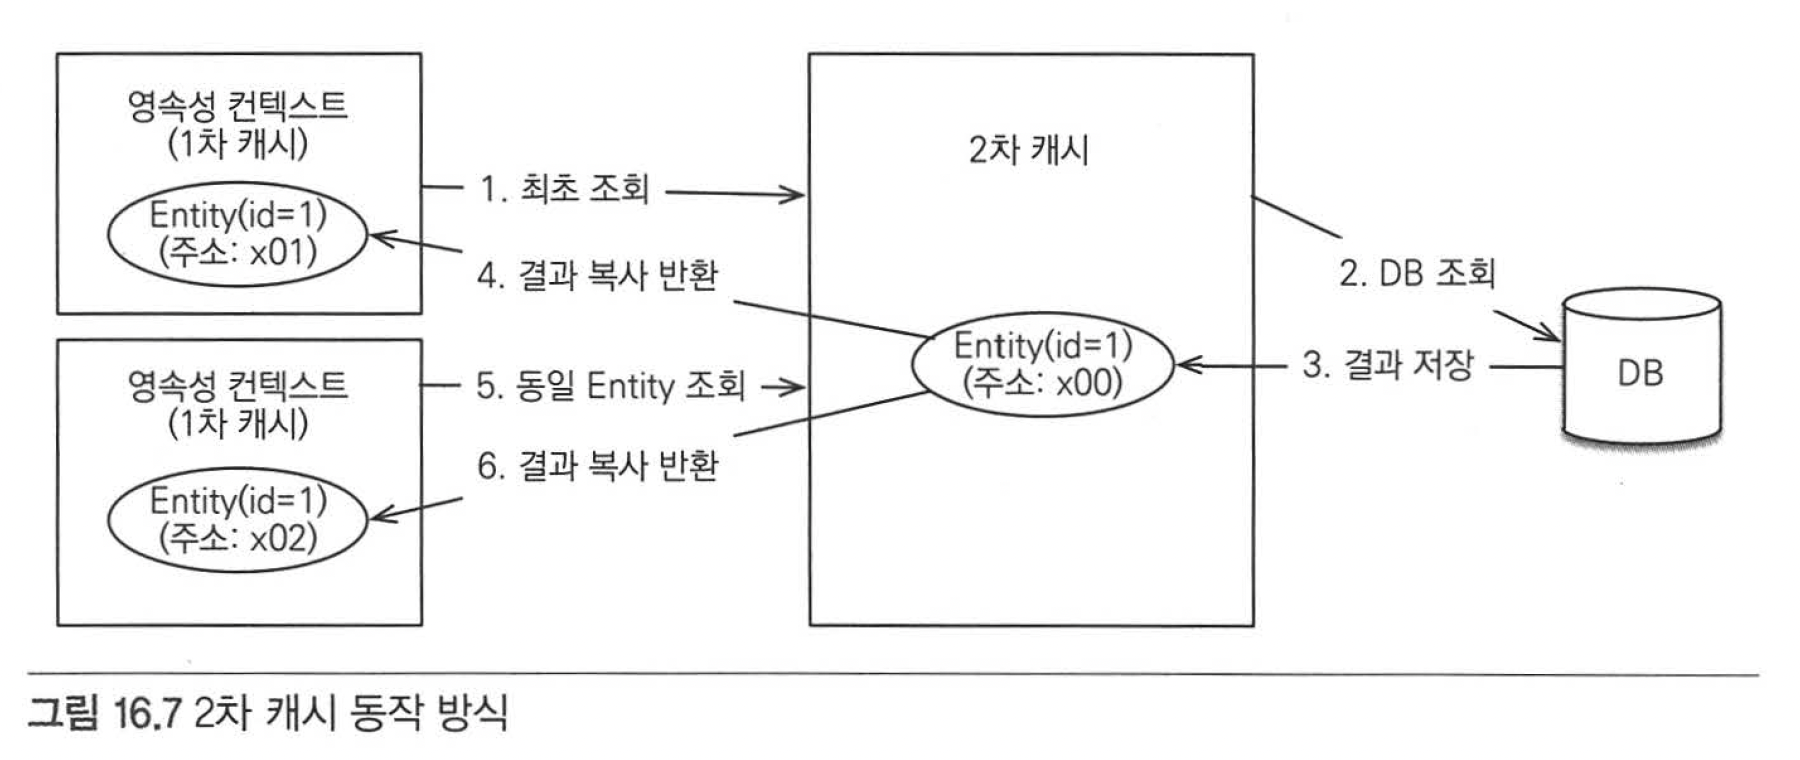 영속성 컨텍스트
(1차 캐시)
Entity(id=1)
(주소: x01)
1. 최초 조회
4. 결과 복사 반환
2차 캐시
2. DB 조회
Entity(id=1)
(주소: x00)
3. 결과 저장
DB
영속성 컨텍스트
(1차 캐시)
5. 동일 Entity 조회
6. 결과 복사 반환
Entity(id=1)
(주소: x02)
그림 16.7 2차 캐시 동작 방식